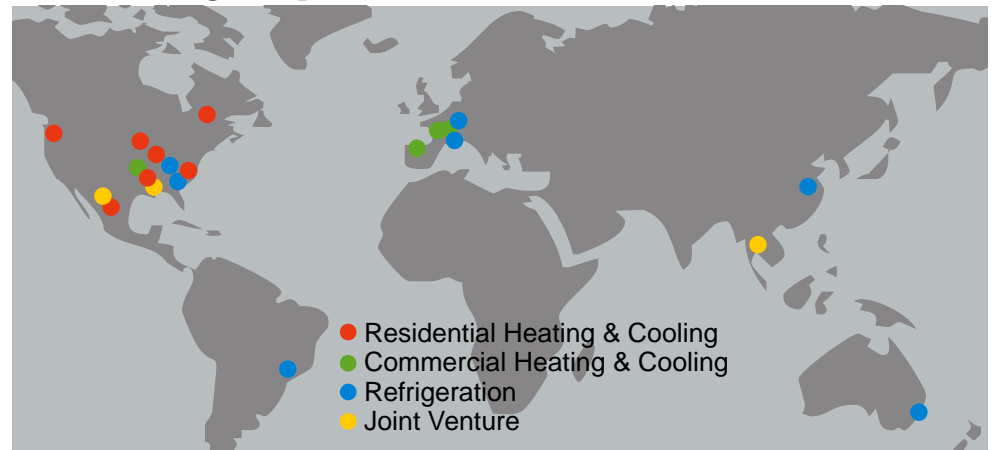 Residential Heating & Cooling
Commercial Heating & Cooling
Refrigeration
Joint Venture